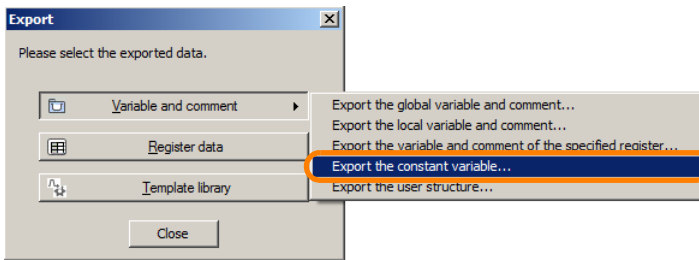 Export
Please select the exported data.
Variable and comment
Register data
Template library
Close
Export the global variable and comment...
Export the local variable and comment...
Export the variable and comment of the specified register...
Export the constant variable...
Export the user structure...